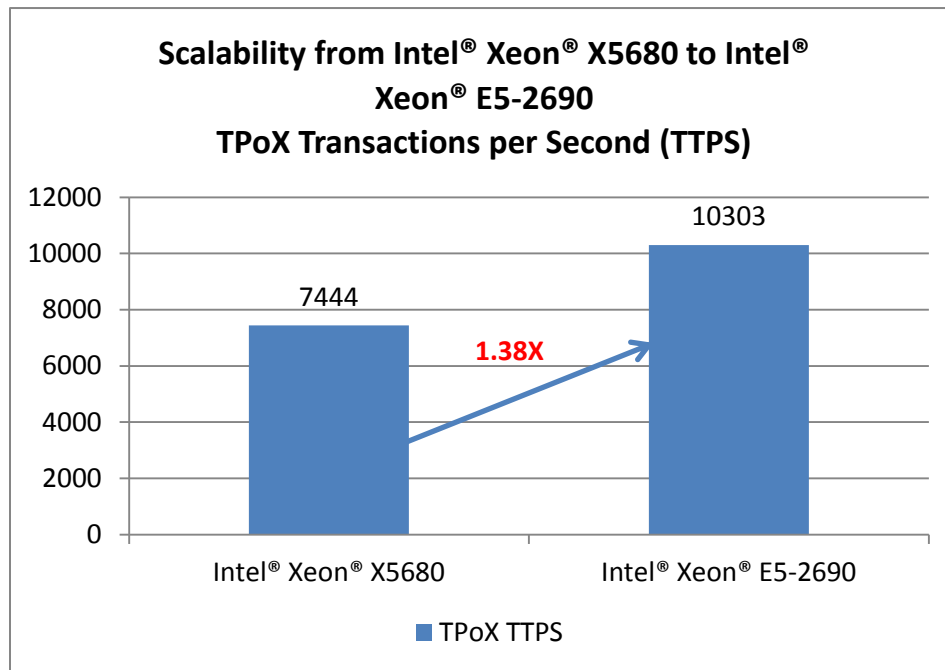 Scalability from Intel® Xeon® X5680 to Intel®
Xeon® E5-2690
TPoX Transactions per Second (TTPS)
12000
10000
8000
6000
4000
2000
0
7444
10303
1.38X
Intel® Xeon® X5680
Intel® Xeon® E5-2690
TPoX TTPS